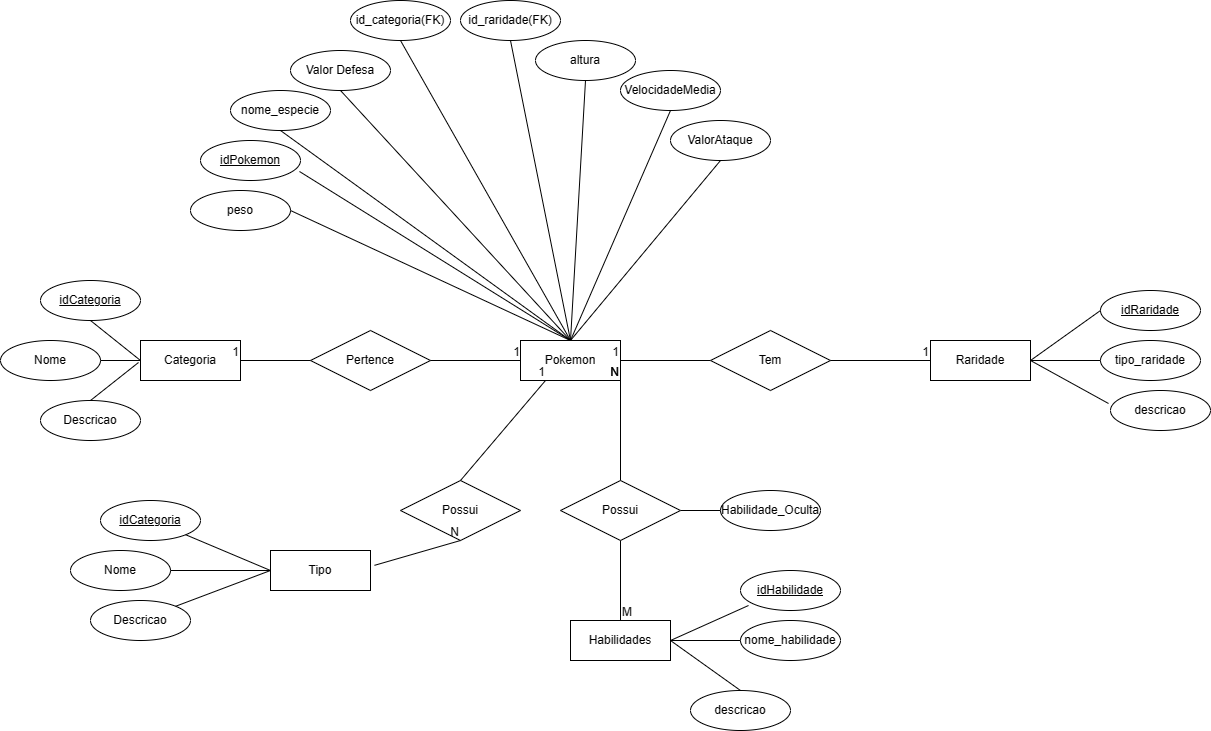 id_categoria(FK)
id_raridade(FK)
altura
Valor Defesa
VelocidadeMedia
nome_especie
ValorAtaque
idPokemon
peso
idCategoria
idRaridade
Nome
Categoria
1
Pertence
1
Pokemon
1
1
N
Tem
1
Raridade
tipo_raridade
Descricao
descricao
idCategoria
Possui
N
Possui
Habilidade_Oculta
Nome
Tipo
Descricao
idHabilidade
M
Habilidades
nome_habilidade
descricao